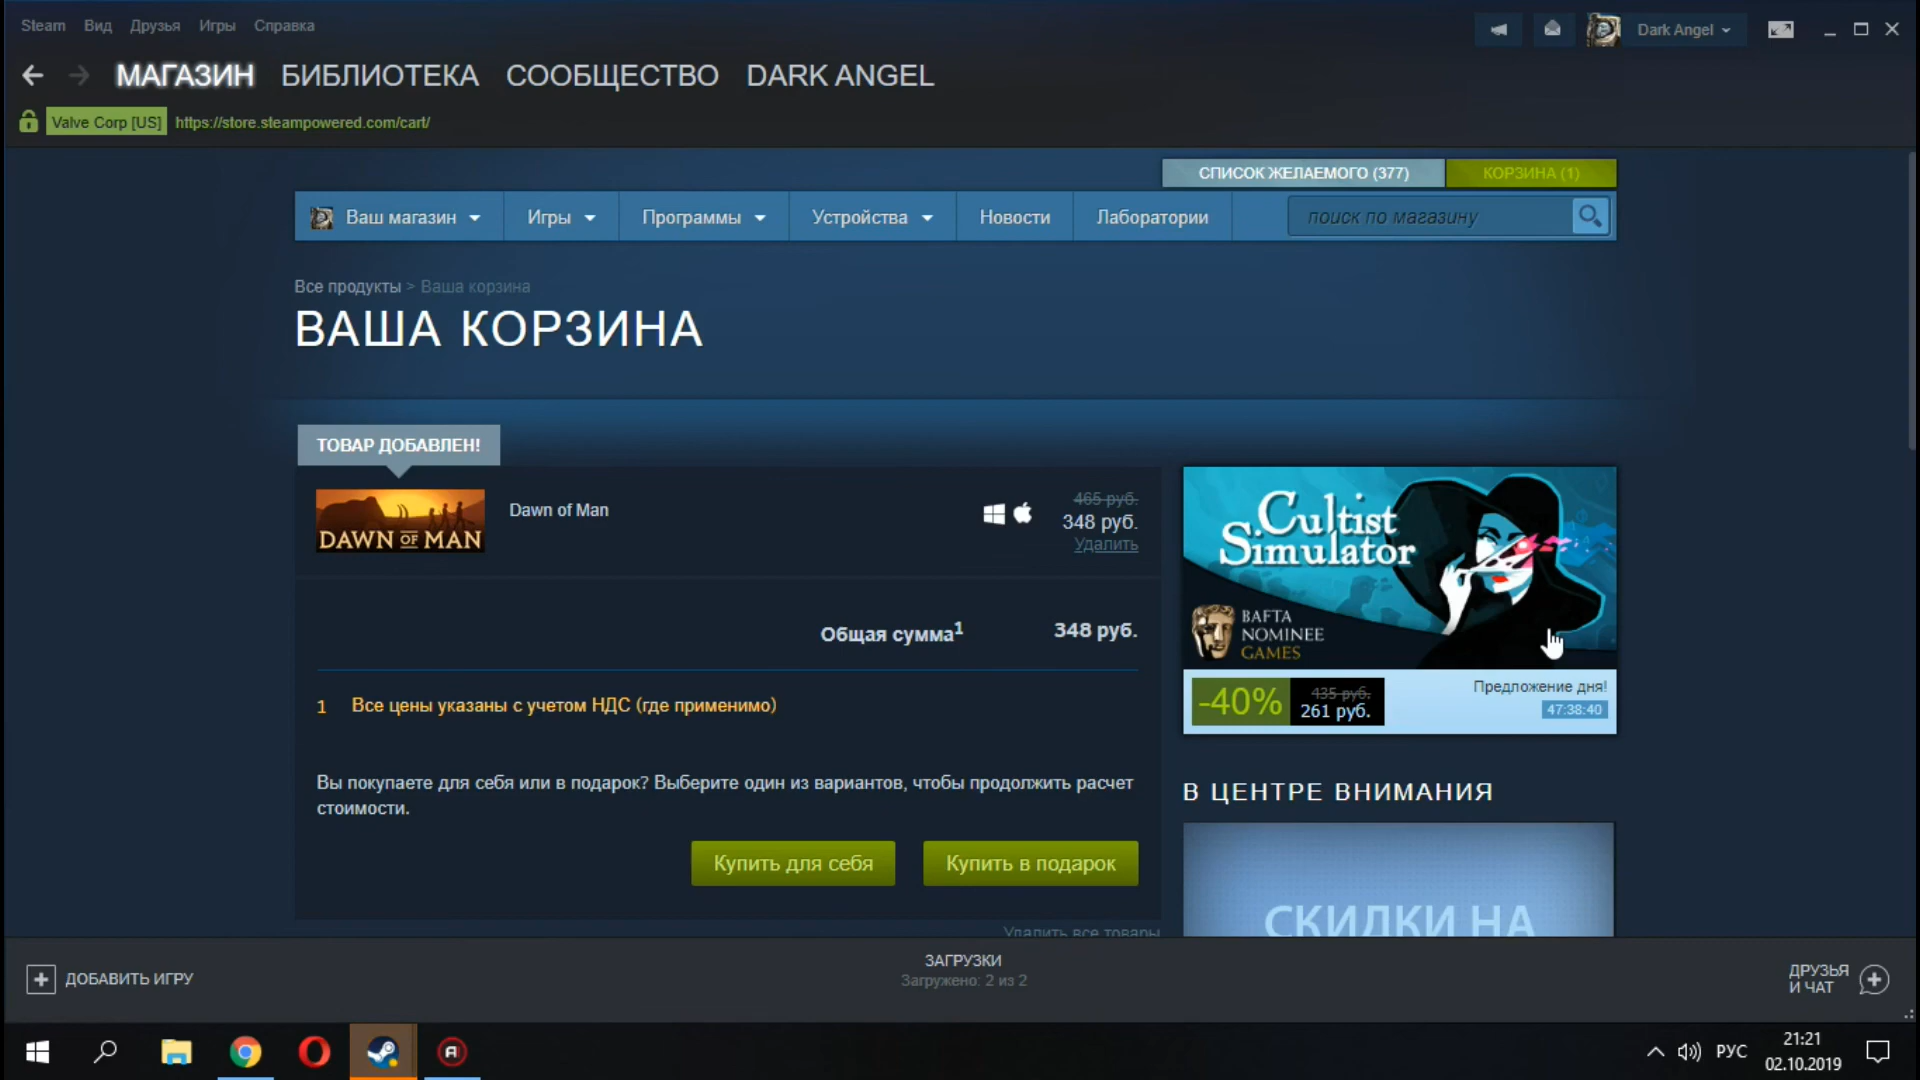 Steam Вид Друзья Игры Справка
Dark Angel
МАГАЗИН БИБЛИОТЕКА СООБЩЕСТВО DARK ANGEL
Valve Corp [US] https://store.steampowered.com/cart/
СПИСОК ЖЕЛАЕМОГО (377) КОРЗИНА (1)
Ваш магазин Игры Программы Устройства Новости Лаборатории поиск по магазину
Все продукты > Ваша корзина
ВАША КОРЗИНА
ТОВАР ДОБАВЛЕН!
DAWN OF MAN
Dawn of Man
465 руб.
348 руб.
Удалить
Общая сумма1 348 руб.
1 Все цены указаны с учетом НДС (где применимо)
Вы покупаете для себя или в подарок? Выберите один из вариантов, чтобы продолжить расчет
стоимости.
Купить для себя Купить в подарок
Удалить все товары
Cultist
Simulator
BAFTA
NOMINEE
GAMES
-40%
435 руб.
261 руб.
Предложение дня!
47:38:40
В ЦЕНТРЕ ВНИМАНИЯ
СКИДКИ НА
ДОБАВИТЬ ИГРУ
ЗАГРУЗКИ
Загружено: 2 из 2
ДРУЗЬЯ
И ЧАТ
РУС
21:21
02.10.2019